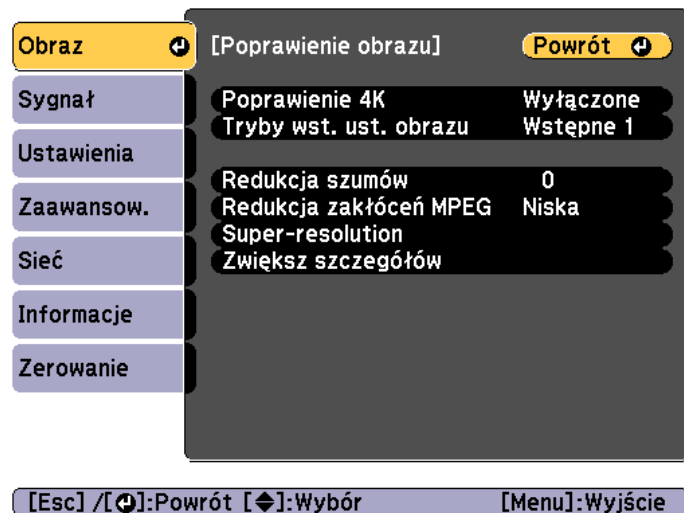 Obraz
[Poprawienie obrazu]
Powrót
Sygnał
Poprawienie 4K Wyłączone
Tryby wst. ust. obrazu Wstępne 1
Ustawienia
Redukcja szumów 0
Zaawansow.
Redukcja zakłóceń MPEG Niska
Super-resolution
Sieć
Zwiększ szczegółów
Informacje
Zerowanie
[Esc] /[⏎]:Powrót [◆]:Wybór [Menu]:Wyjście